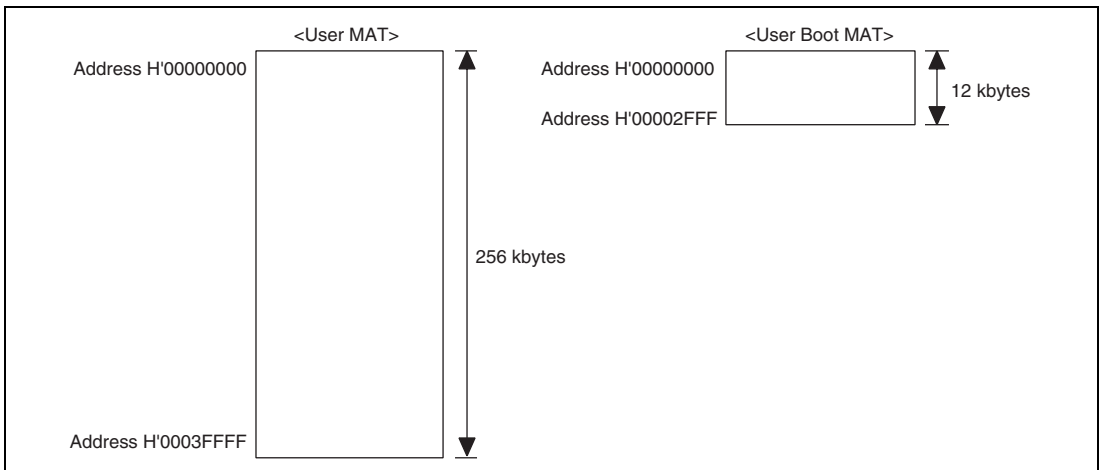 <User MAT>
Address H'00000000
256 kbytes
Address H'0003FFFF
<User Boot MAT>
Address H'00000000
12 kbytes
Address H'00002FFF